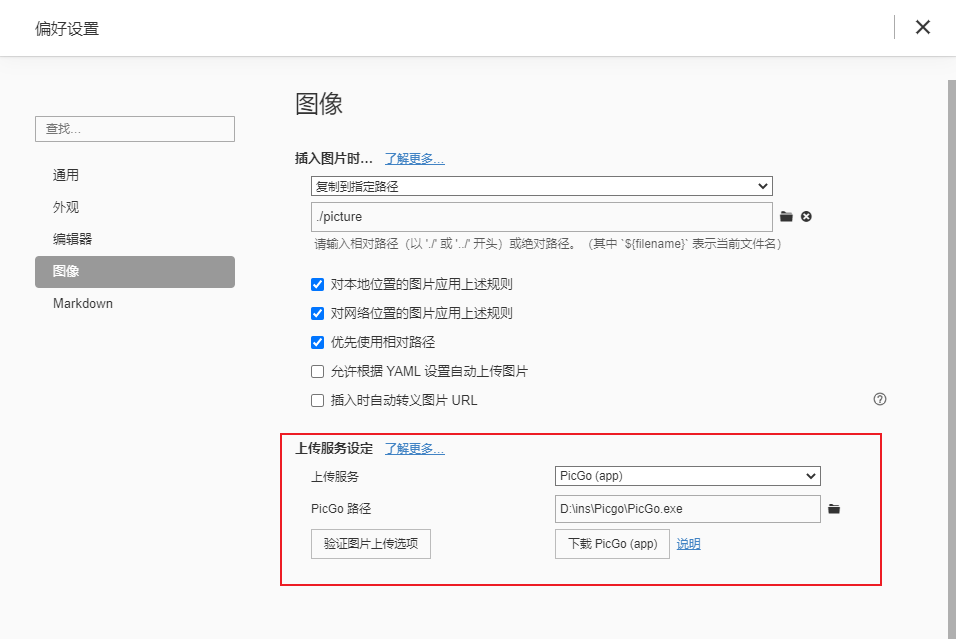 偏好设置
查找...
通用
外观
编辑器
图像
Markdown
图像
插入图片时... 了解更多...
复制到指定路径
./picture
请输入相对路径（以 './' 或 '../' 开头）或绝对路径。（其中 `${filename}` 表示当前文件名）
对本地位置的图片应用上述规则
对网络位置的图片应用上述规则
优先使用相对路径
允许根据 YAML 设置自动上传图片
插入时自动转义图片 URL
上传服务设定 了解更多...
上传服务 PicGo (app)
PicGo 路径 D:\ins\Picgo\PicGo.exe
验证图片上传选项 下载 PicGo (app) 说明